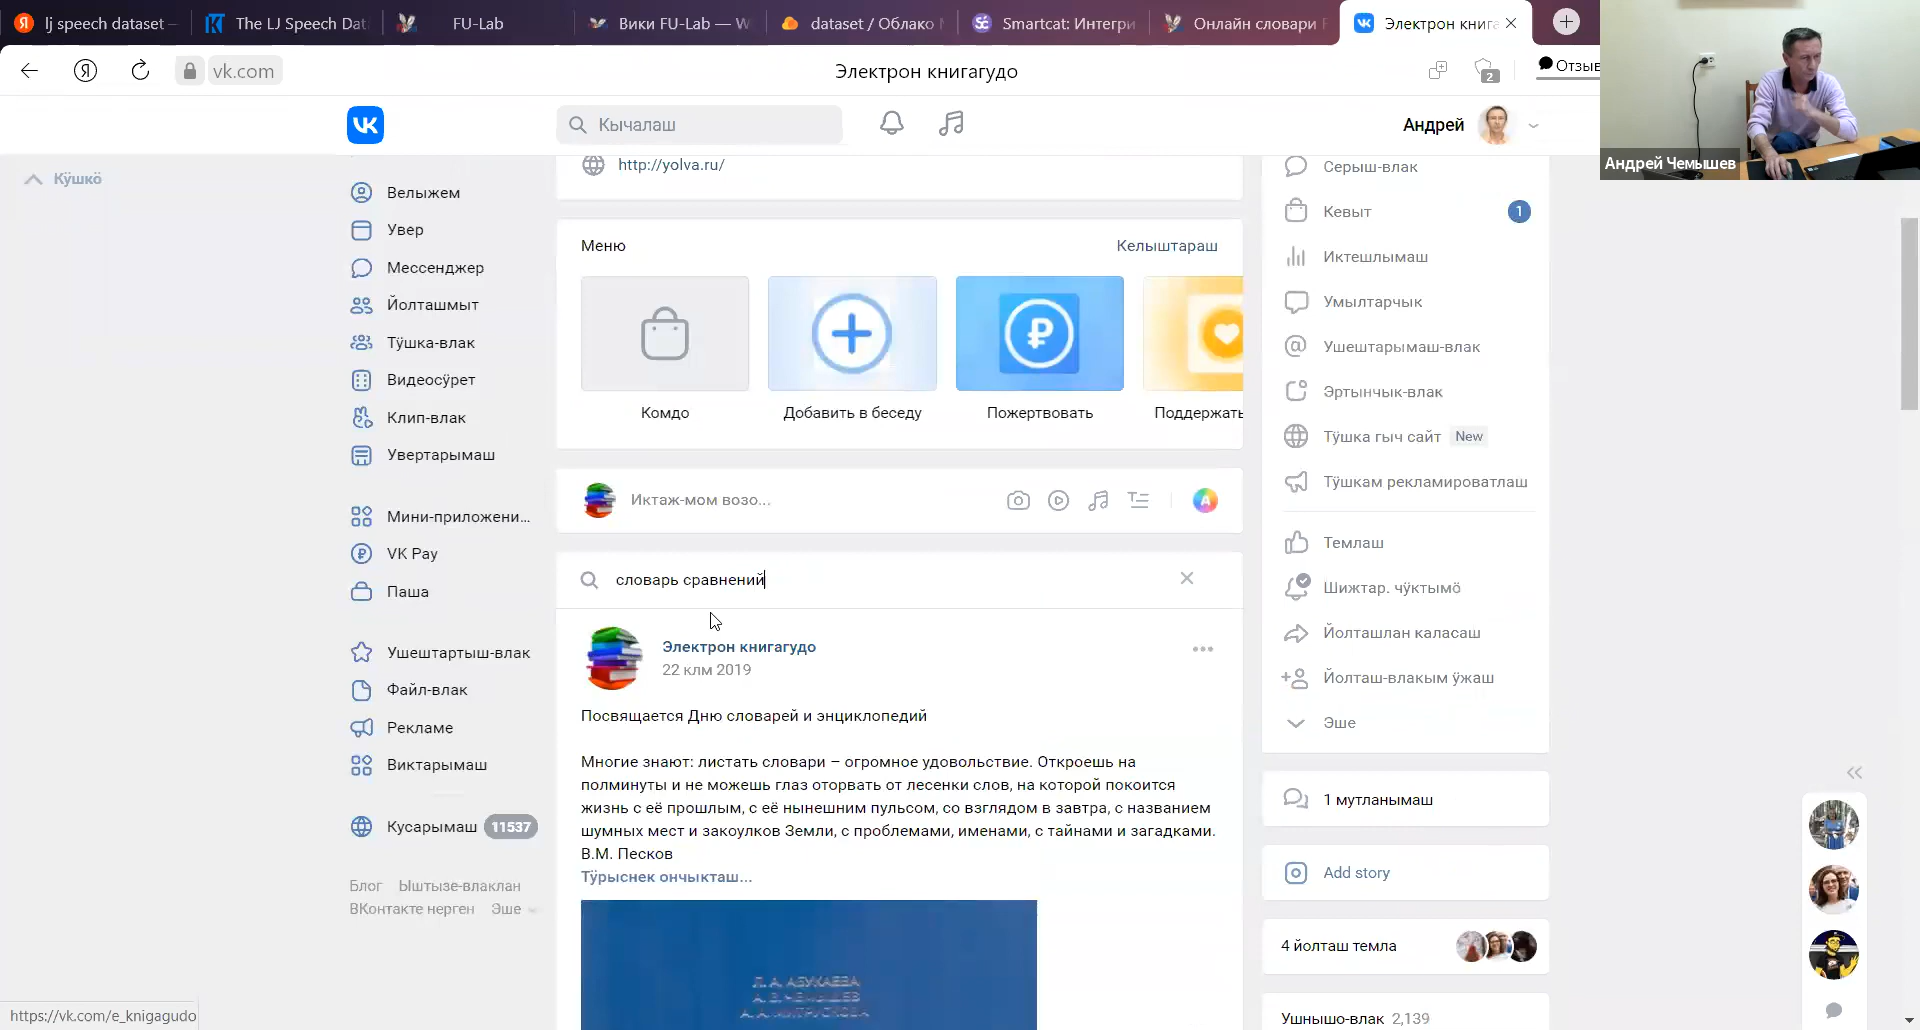 lj speech dataset —
The LJ Speech Dat
FU-Lab
Вики FU-Lab — W
dataset / Облако
Smartcat: Интегри
Онлайн словари
Электрон книга
vk.com
Электрон книгагудо
2
Отзыв
Андрей Чемышев
Кычалаш
Андрей
Кӱшкӧ
Велыжем
Увер
Мессенджер
Йолташмыт
Тӱшка-влак
Видеосӱрет
Клип-влак
Увертарымаш
Мини-приложени...
VK Pay
Паша
Ушештартыш-влак
Файл-влак
Рекламе
Виктарымаш
Кусарымаш 11537
Блог Ыштызе-влаклан
ВКонтакте нерген Эше
http://yolva.ru/
Меню
Келыштараш
Комдо
Добавить в беседу
Пожертвовать
Поддержать
Иктаж-мом возо...
словарь сравнений
Электрон книгагудо
22 клм 2019
Посвящается Дню словарей и энциклопедий
Многие знают: листать словари – огромное удовольствие. Откроешь на
полминуты и не можешь глаз оторвать от лесенки слов, на которой покоится
жизнь с её прошлым, с её нынешним пульсом, со взглядом в завтра, с названием
шумных мест и закоулков Земли, с проблемами, именами, с тайнами и загадками.
В.М. Песков
Тӱрыснек ончыкташ...
Л. А. АБУКАЕВА
А. В. ЧЕМЫШЕВ
А. А. МИТРУСКОВА
Серыш-влак
Кевыт
1
Иктешлымаш
Умылтарчык
Ушештарымаш-влак
Эртынчык-влак
Тӱшка гыч сайт New
Тӱшкам рекламироватлаш
Темлаш
Шижтар. чӱктымӧ
Йолташлан каласаш
Йолташ-влакым ӱжаш
Эше
1 мутланымаш
Add story
4 йолташ темла
Ушнышо-влак 2,139
https://vk.com/e_knigagudo